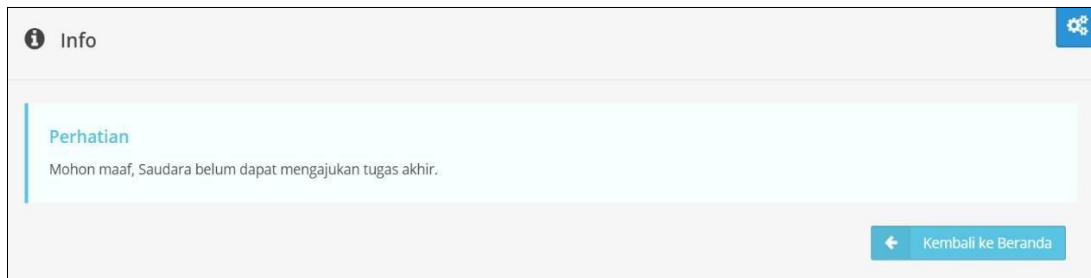 Info
Perhatian
Mohon maaf, Saudara belum dapat mengajukan tugas akhir.
Kembali ke Beranda